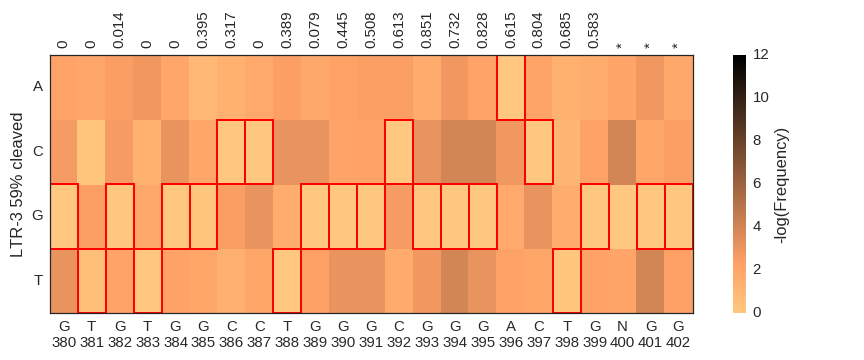 0 0 0.014 0 0 0.395 0.317 0 0.389 0.079 0.445 0.508 0.613 0.851 0.732 0.828 0.615 0.804 0.685 0.583 * * *
12
10
8
6
4
2
0
-log(Frequency)
LTR-3 59% cleaved
A
C
G
T
G T G T G G C C T G G G C G G G A C T G N G G
380 381 382 383 384 385 386 387 388 389 390 391 392 393 394 395 396 397 398 399 400 401 402